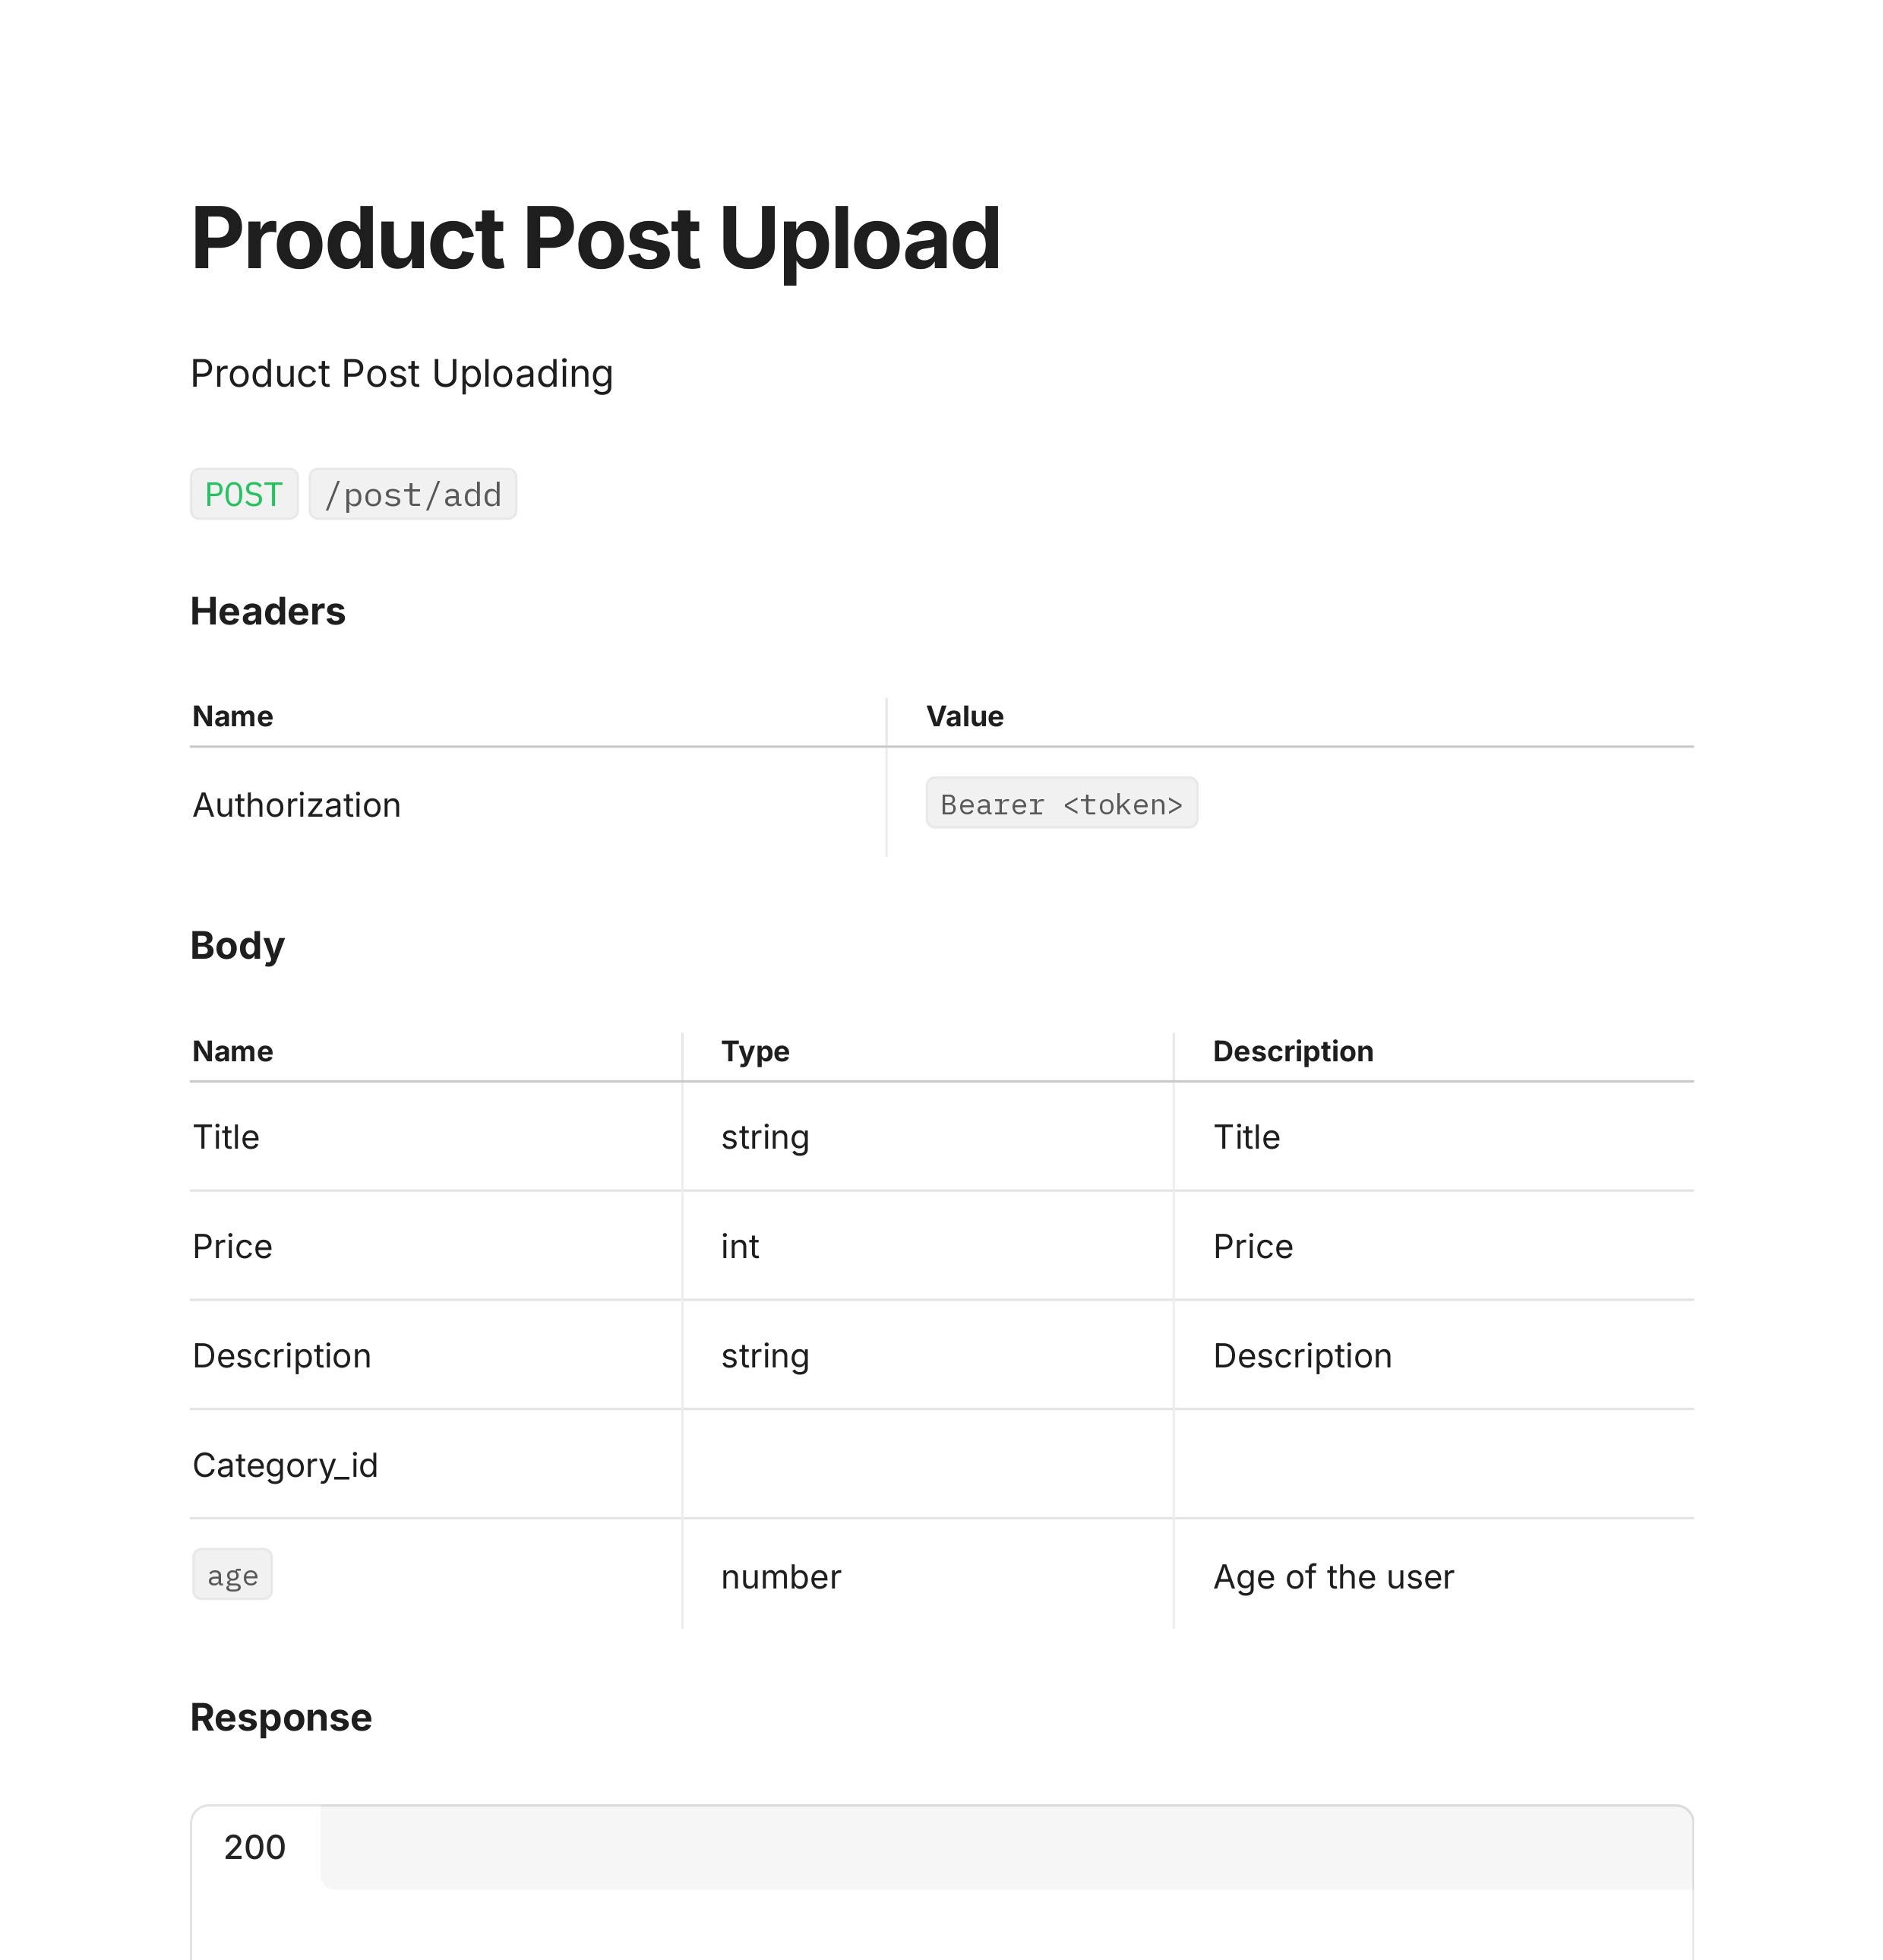 Product Post Upload
Product Post Uploading
POST /post/add
Headers
Name Value
Authorization Bearer <token>
Body
Name Type Description
Title string Title
Price int Price
Description string Description
Category_id
age number Age of the user
Response
200